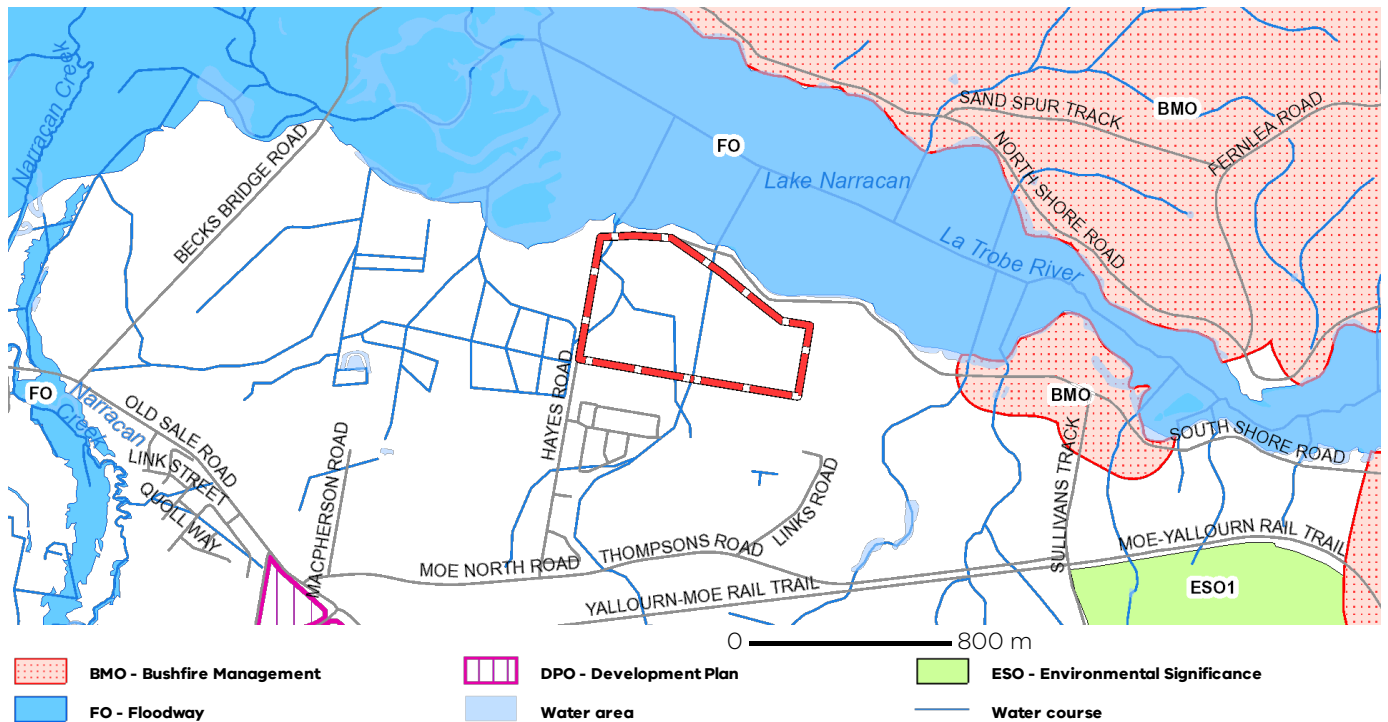 Narracan Creek
BECKS BRIDGE ROAD
FO
Lake Narracan
SAND SPUR TRACK
BMO
FERNLEA ROAD
NORTH SHORE ROAD
La Trobe River
FO
Narracan
Creek
OLD SALE ROAD
LINK STREET
QUOLL WAY
MACPHERSON ROAD
HAYES ROAD
BMO
SOUTH SHORE ROAD
SULLIVANS TRACK
LINKS ROAD
THOMPSONS ROAD
MOE NORTH ROAD
YALLOURN-MOE RAIL TRAIL
MOE-YALLOURN RAIL TRAIL
ESO1
0 800 m
BMO - Bushfire Management
DPO - Development Plan
ESO - Environmental Significance
FO - Floodway
Water area
Water course